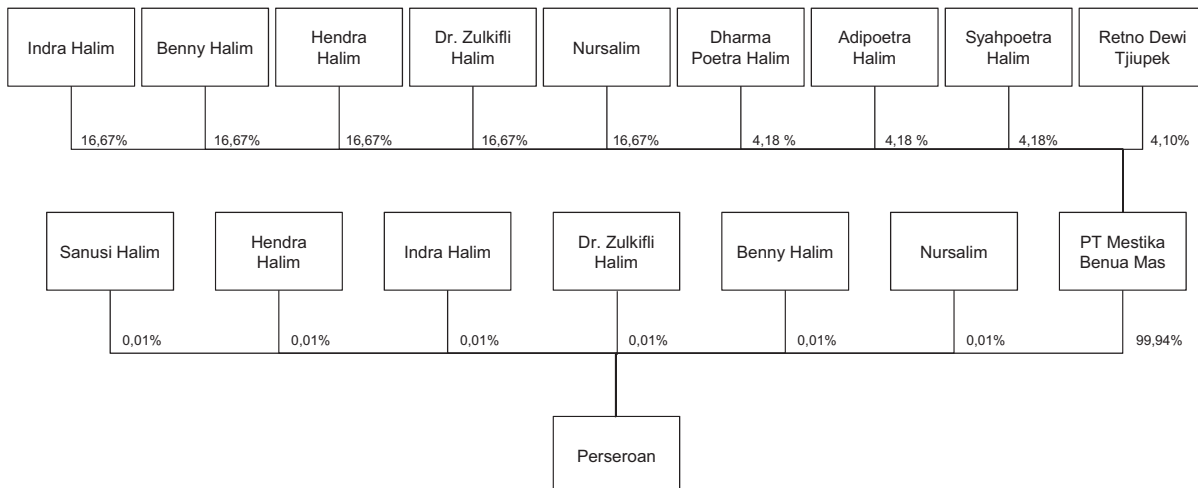 Indra Halim
Benny Halim
Hendra
Halim
Dr. Zulkifli
Halim
Nursalim
Dharma
Poetra Halim
Adipoetra
Halim
Syahpoetra
Halim
Retno Dewi
Tjiupek
16,67%
16,67%
16,67%
16,67%
16,67%
4,18 %
4,18 %
4,18%
4,10%
Sanusi Halim
Hendra
Halim
Indra Halim
Dr. Zulkifli
Halim
Benny Halim
Nursalim
PT Mestika
Benua Mas
0,01%
0,01%
0,01%
0,01%
0,01%
0,01%
99,94%
Perseroan